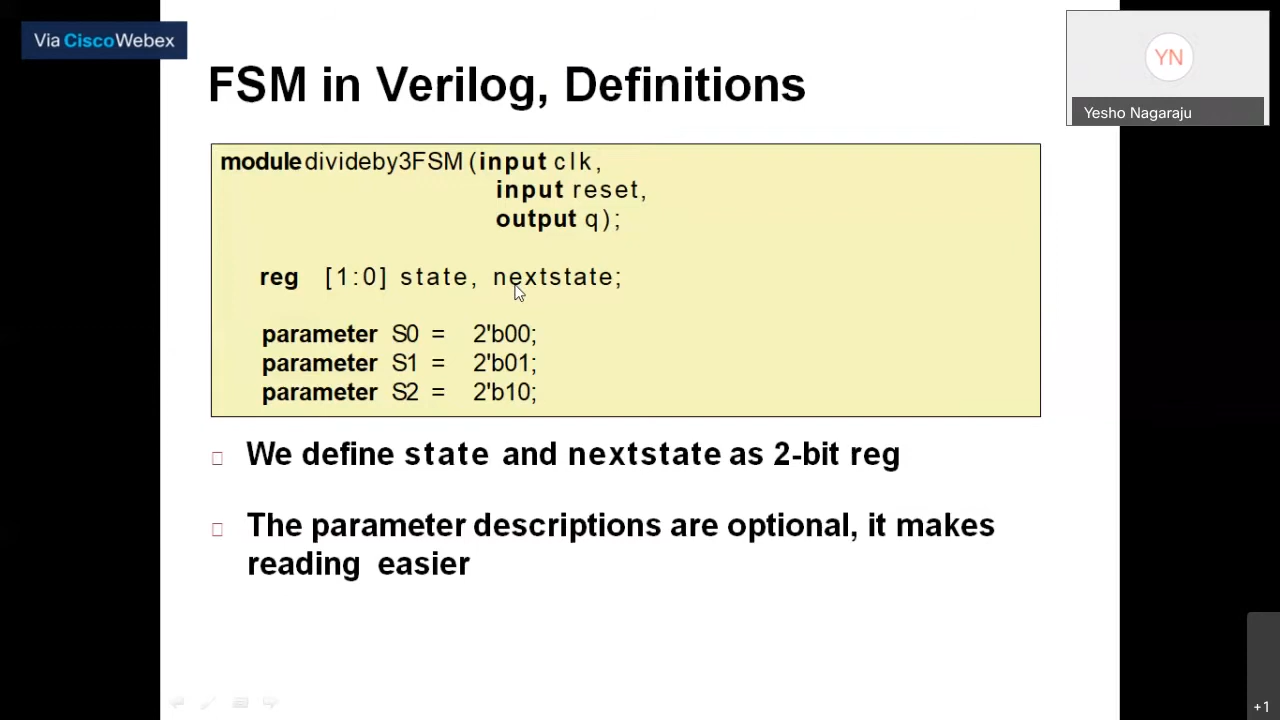 Via CiscoWebex
YN
Yesho Nagaraju
FSM in Verilog, Definitions
module divideby3FSM (input clk,
input reset,
output q);
reg [1:0] state, nextstate;
parameter S0 = 2'b00;
parameter S1 = 2'b01;
parameter S2 = 2'b10;
We define state and nextstate as 2-bit reg
The parameter descriptions are optional, it makes
reading easier
+1